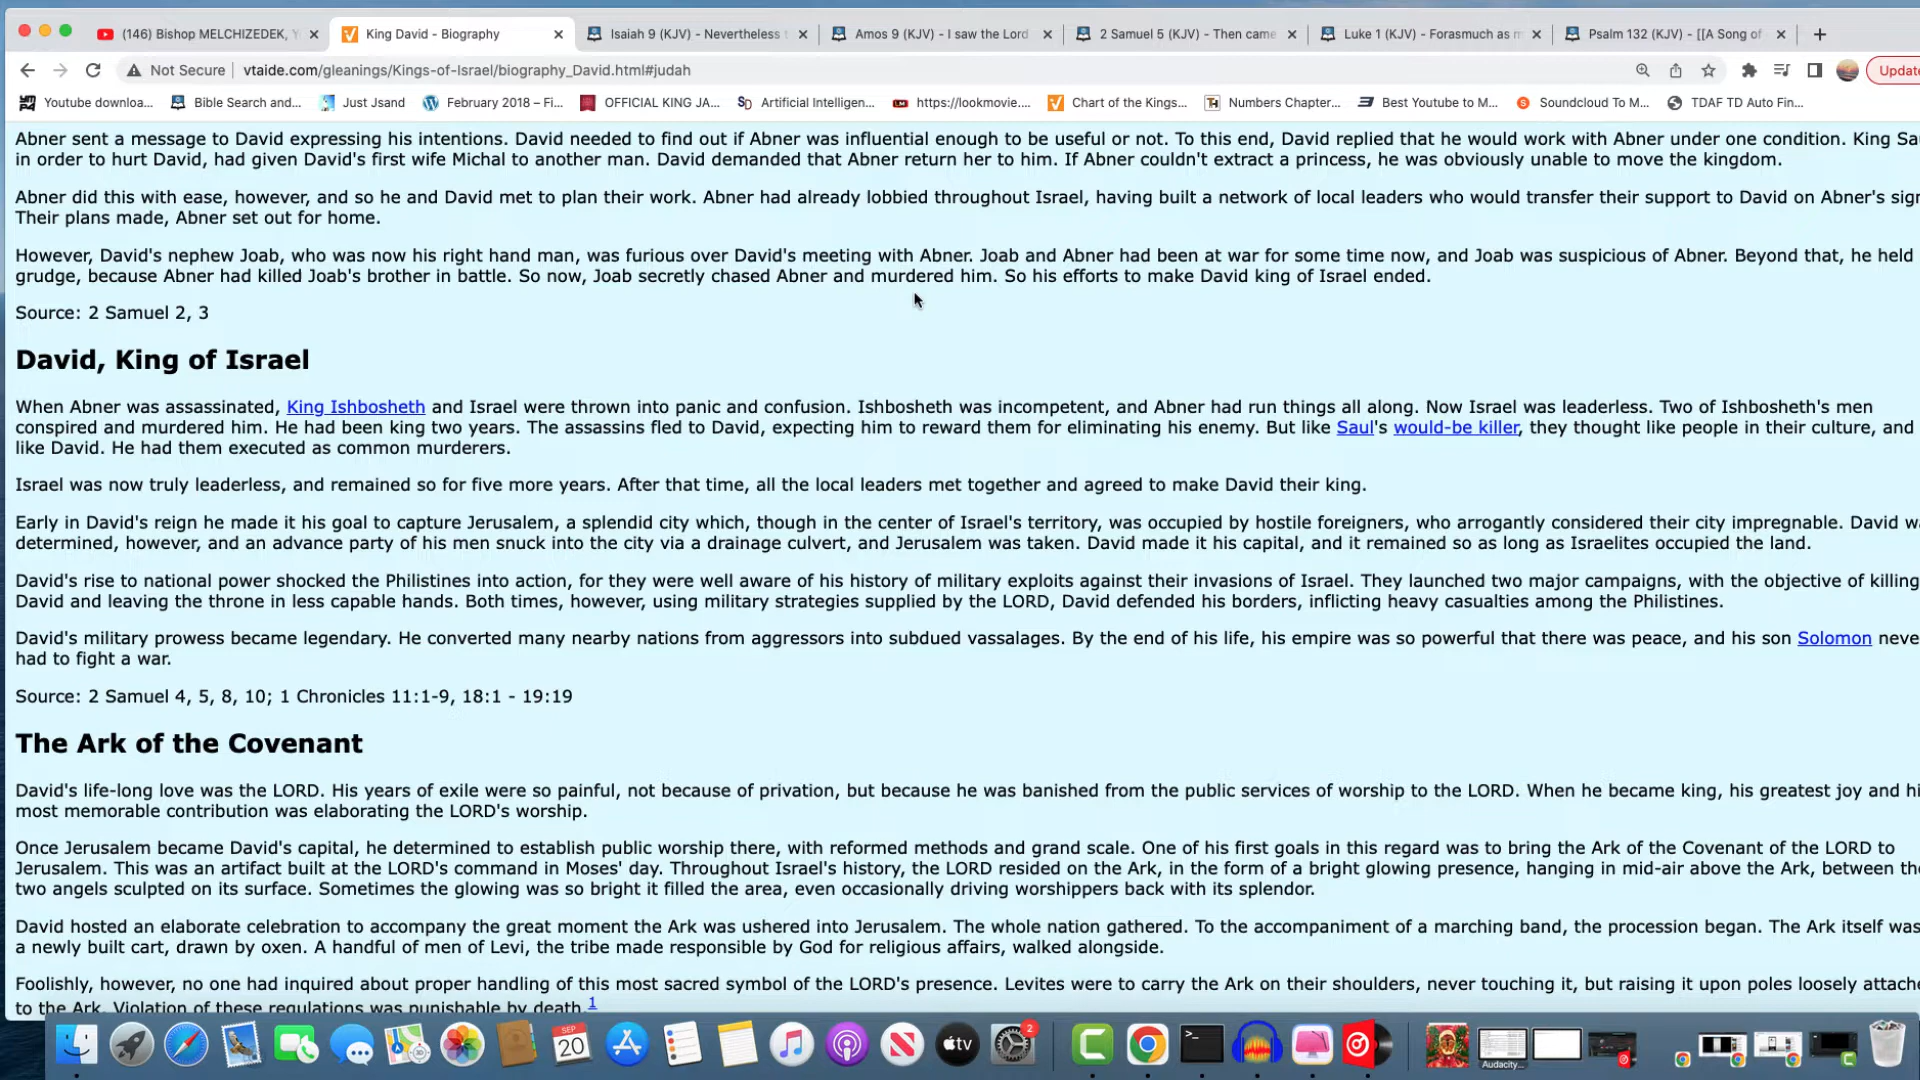 (146) Bishop MELCHIZEDEK, Y
King David - Biography
Isaiah 9 (KJV) - Nevertheless t
Amos 9 (KJV) - I saw the Lord
2 Samuel 5 (KJV) - Then came
Luke 1 (KJV) - Forasmuch as m
Psalm 132 (KJV) - [[A Song of
Not Secure
vtaide.com/gleanings/Kings-of-Israel/biography_David.html#judah
Update
Youtube downloa...
Bible Search and...
Just Jsand
February 2018 – Fi...
OFFICIAL KING JA...
Artificial Intelligen...
https://lookmovie....
Chart of the Kings...
Numbers Chapter...
Best Youtube to M...
Soundcloud To M...
TDAF TD Auto Fin...
Abner sent a message to David expressing his intentions. David needed to find out if Abner was influential enough to be useful or not. To this end, David replied that he would work with Abner under one condition. King Sa
in order to hurt David, had given David's first wife Michal to another man. David demanded that Abner return her to him. If Abner couldn't extract a princess, he was obviously unable to move the kingdom.
Abner did this with ease, however, and so he and David met to plan their work. Abner had already lobbied throughout Israel, having built a network of local leaders who would transfer their support to David on Abner's sign
Their plans made, Abner set out for home.
However, David's nephew Joab, who was now his right hand man, was furious over David's meeting with Abner. Joab and Abner had been at war for some time now, and Joab was suspicious of Abner. Beyond that, he held
grudge, because Abner had killed Joab's brother in battle. So now, Joab secretly chased Abner and murdered him. So his efforts to make David king of Israel ended.
Source: 2 Samuel 2, 3
David, King of Israel
When Abner was assassinated, King Ishbosheth and Israel were thrown into panic and confusion. Ishbosheth was incompetent, and Abner had run things all along. Now Israel was leaderless. Two of Ishbosheth's men
conspired and murdered him. He had been king two years. The assassins fled to David, expecting him to reward them for eliminating his enemy. But like Saul's would-be killer, they thought like people in their culture, and
like David. He had them executed as common murderers.
Israel was now truly leaderless, and remained so for five more years. After that time, all the local leaders met together and agreed to make David their king.
Early in David's reign he made it his goal to capture Jerusalem, a splendid city which, though in the center of Israel's territory, was occupied by hostile foreigners, who arrogantly considered their city impregnable. David w
determined, however, and an advance party of his men snuck into the city via a drainage culvert, and Jerusalem was taken. David made it his capital, and it remained so as long as Israelites occupied the land.
David's rise to national power shocked the Philistines into action, for they were well aware of his history of military exploits against their invasions of Israel. They launched two major campaigns, with the objective of killing
David and leaving the throne in less capable hands. Both times, however, using military strategies supplied by the LORD, David defended his borders, inflicting heavy casualties among the Philistines.
David's military prowess became legendary. He converted many nearby nations from aggressors into subdued vassalages. By the end of his life, his empire was so powerful that there was peace, and his son Solomon neve
had to fight a war.
Source: 2 Samuel 4, 5, 8, 10; 1 Chronicles 11:1-9, 18:1 - 19:19
The Ark of the Covenant
David's life-long love was the LORD. His years of exile were so painful, not because of privation, but because he was banished from the public services of worship to the LORD. When he became king, his greatest joy and hi
most memorable contribution was elaborating the LORD's worship.
Once Jerusalem became David's capital, he determined to establish public worship there, with reformed methods and grand scale. One of his first goals in this regard was to bring the Ark of the Covenant of the LORD to
Jerusalem. This was an artifact built at the LORD's command in Moses' day. Throughout Israel's history, the LORD resided on the Ark, in the form of a bright glowing presence, hanging in mid-air above the Ark, between the
two angels sculpted on its surface. Sometimes the glowing was so bright it filled the area, even occasionally driving worshippers back with its splendor.
David hosted an elaborate celebration to accompany the great moment the Ark was ushered into Jerusalem. The whole nation gathered. To the accompaniment of a marching band, the procession began. The Ark itself was
a newly built cart, drawn by oxen. A handful of men of Levi, the tribe made responsible by God for religious affairs, walked alongside.
Foolishly, however, no one had inquired about proper handling of this most sacred symbol of the LORD's presence. Levites were to carry the Ark on their shoulders, never touching it, but raising it upon poles loosely attache
to the Ark. Violation of these regulations was punishable by death.1
SEP
20
tv
2
Audacity...